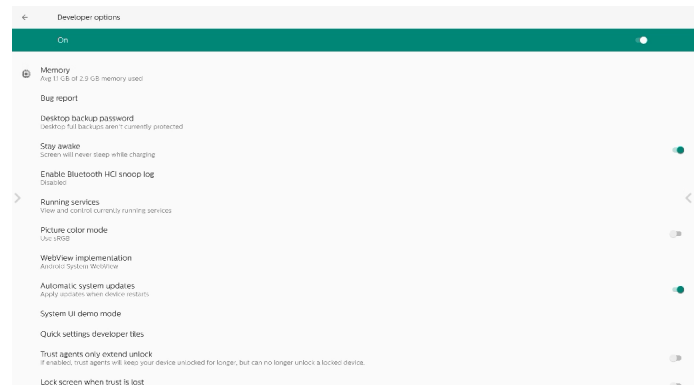 Developer options
On
Memory
Avg 1.1 GB of 2.9 GB memory used
Bug report
Desktop backup password
Desktop full backups aren't currently protected
Stay awake
Screen will never sleep while charging
Enable Bluetooth HCI snoop log
Disabled
Running services
View and control currently running services
Picture color mode
Use sRGB
WebView implementation
Android System WebView
Automatic system updates
Apply updates when device restarts
System UI demo mode
Quick settings developer tiles
Trust agents only extend unlock
If enabled, trust agents will keep your device unlocked for longer, but can no longer unlock a locked device.
Lock screen when trust is lost